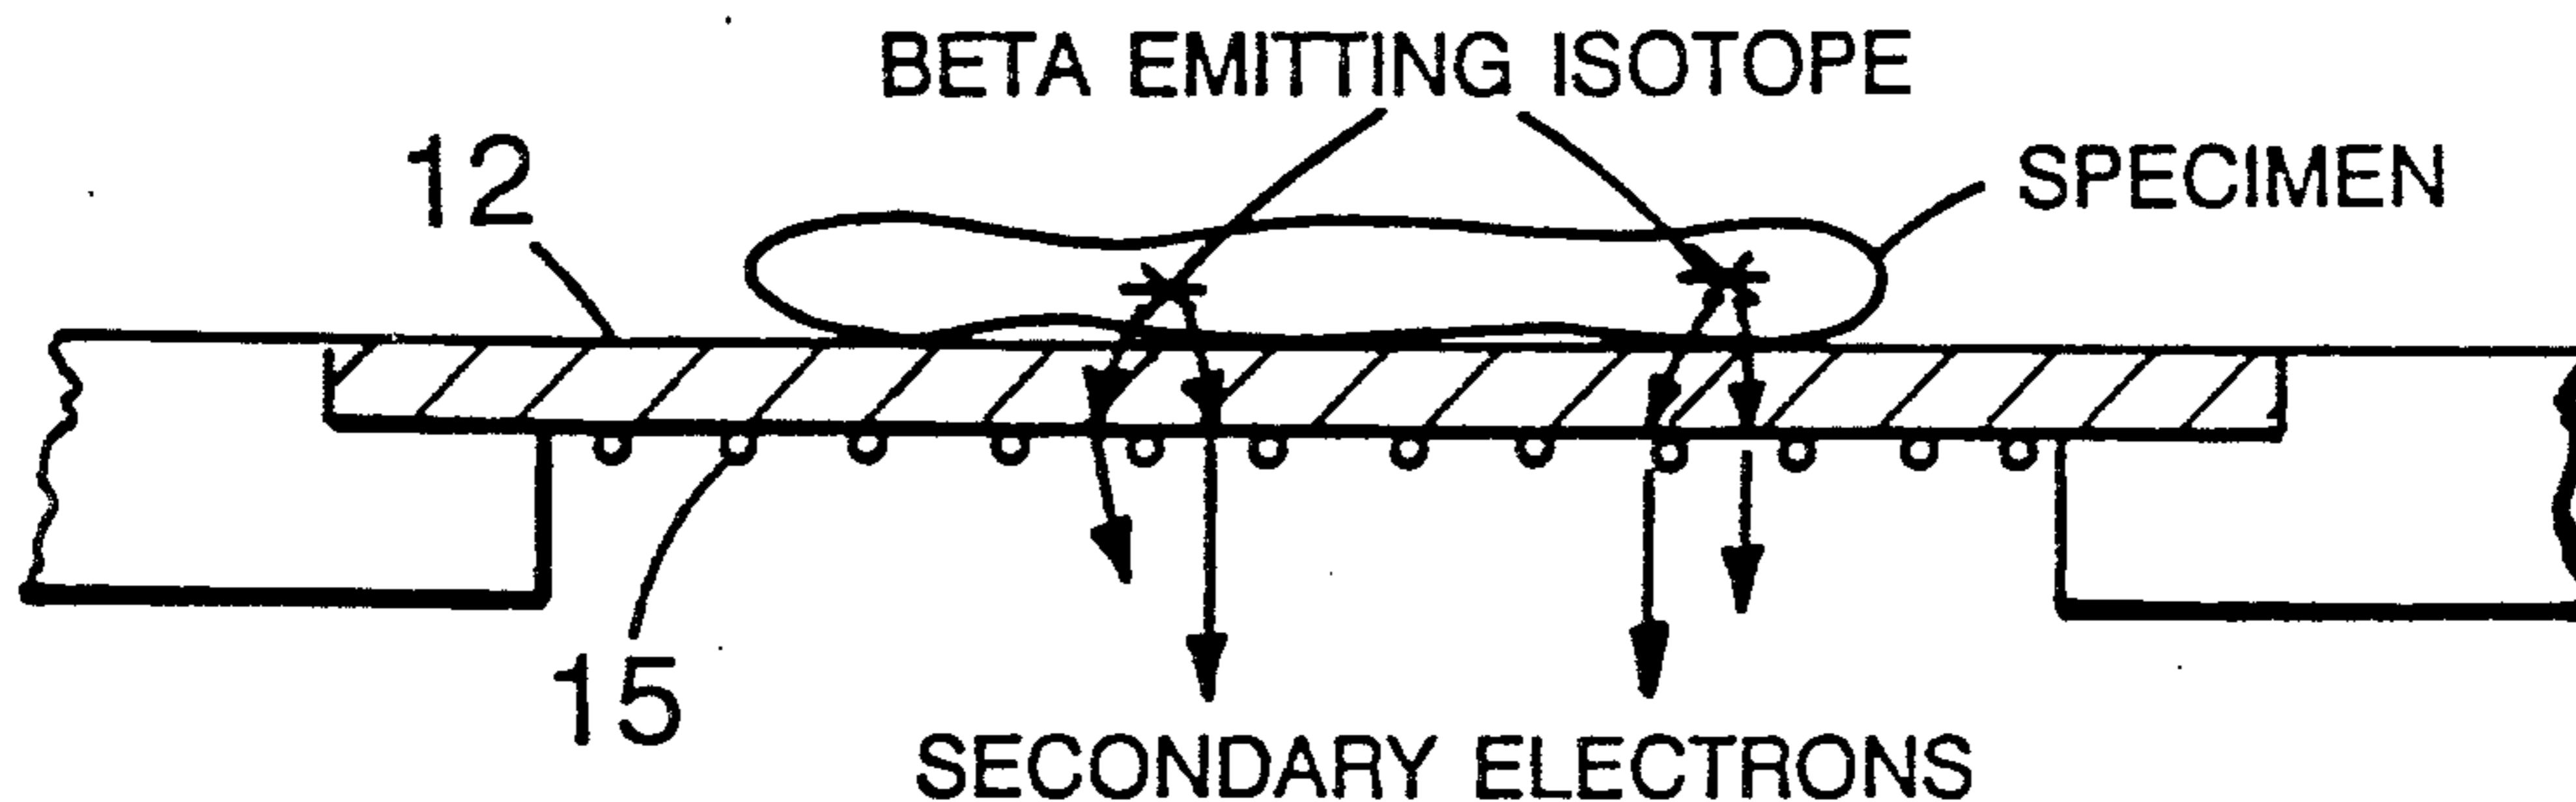 BETA EMITTING ISOTOPE
12
SPECIMEN
15
SECONDARY ELECTRONS